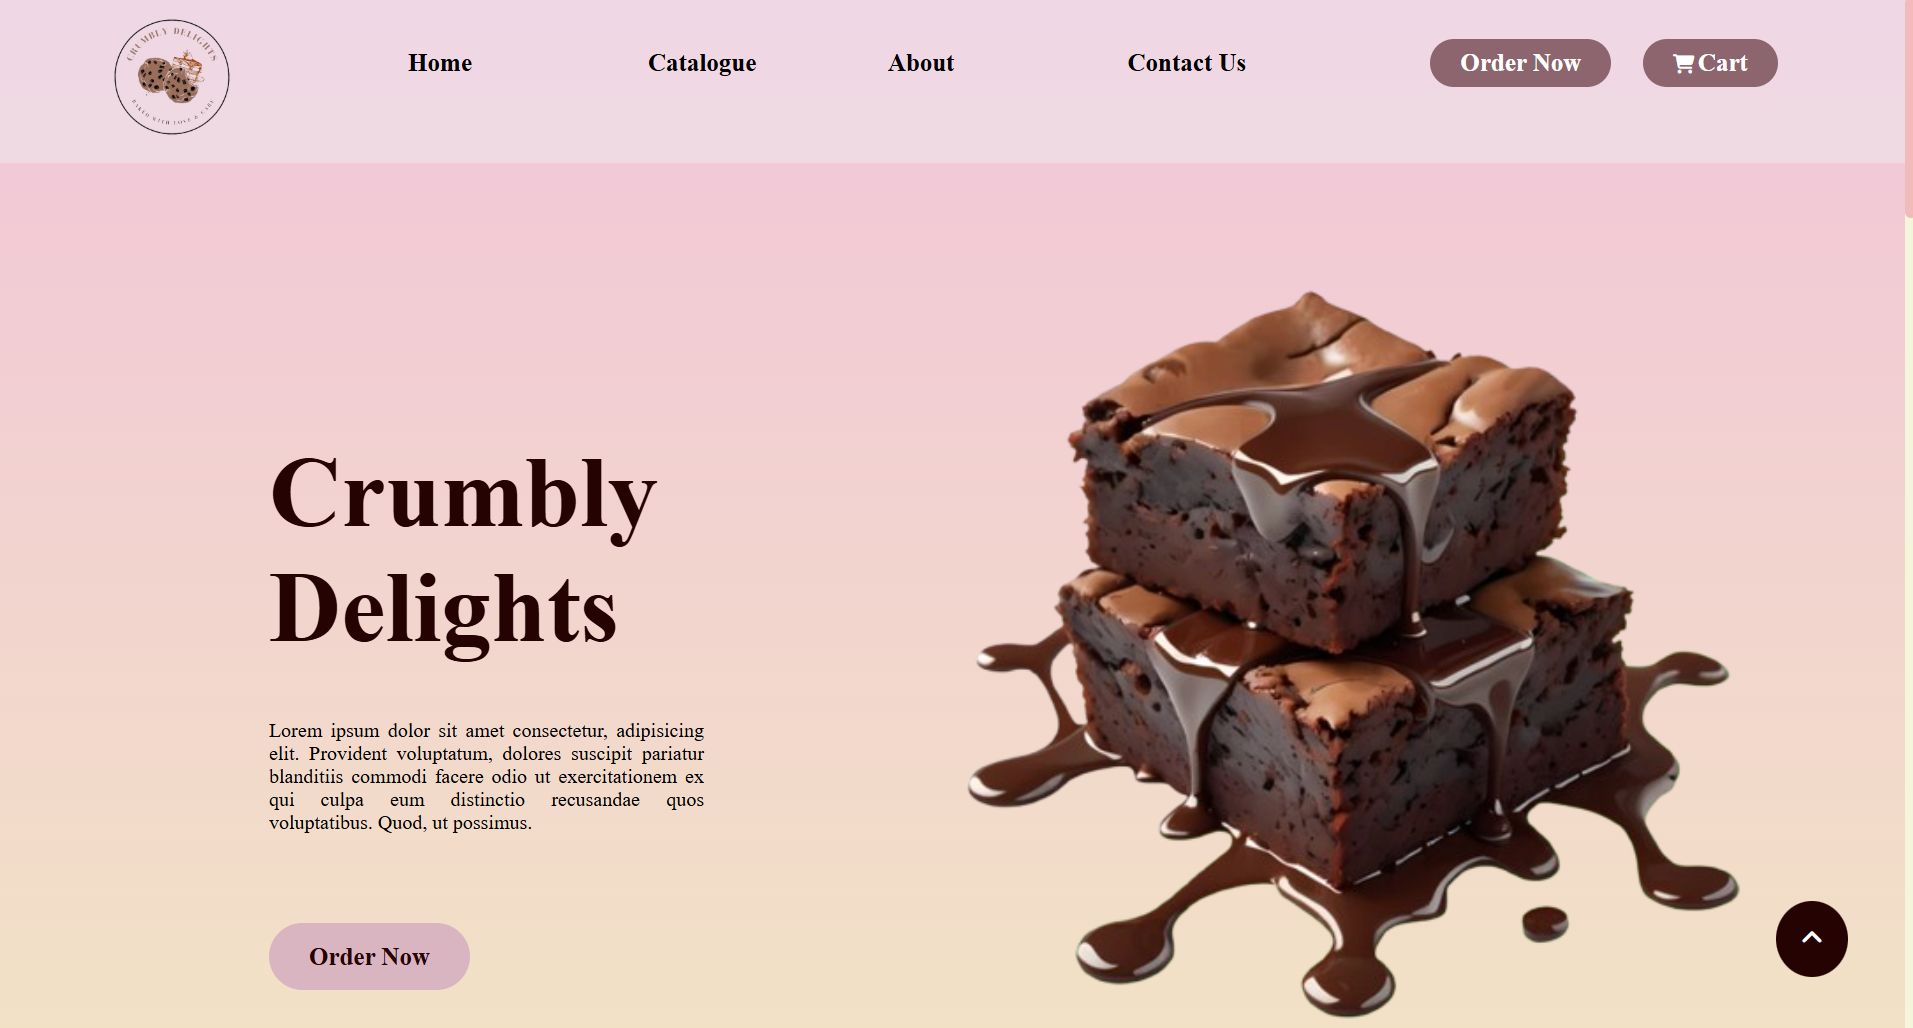 CRUMBLY DELIGHTS
BAKED WITH LOVE & CARE
Home
Catalogue
About
Contact Us
Order Now
Cart
Crumbly
Delights
Lorem ipsum dolor sit amet consectetur, adipisicing
elit. Provident voluptatum, dolores suscipit pariatur
blanditiis commodi facere odio ut exercitationem ex
qui culpa eum distinctio recusandae quos
voluptatibus. Quod, ut possimus.
Order Now